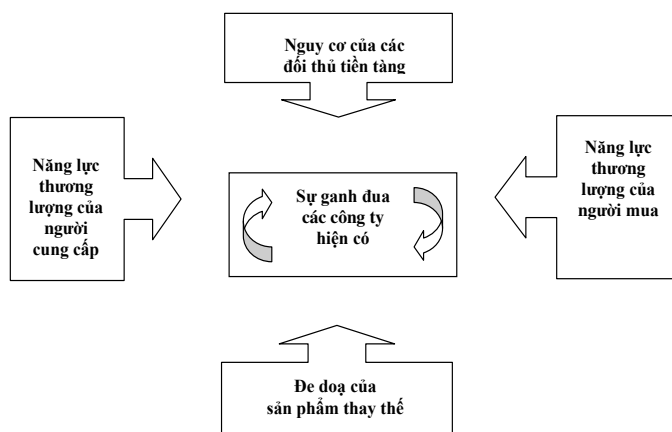 Nguy cơ của các
đối thủ tiền tàng
Năng lực
thương
lượng của
người
cung cấp
Sự ganh đua
các công ty
hiện có
Năng lực
thương
lượng của
người mua
Đe doạ của
sản phẩm thay thế